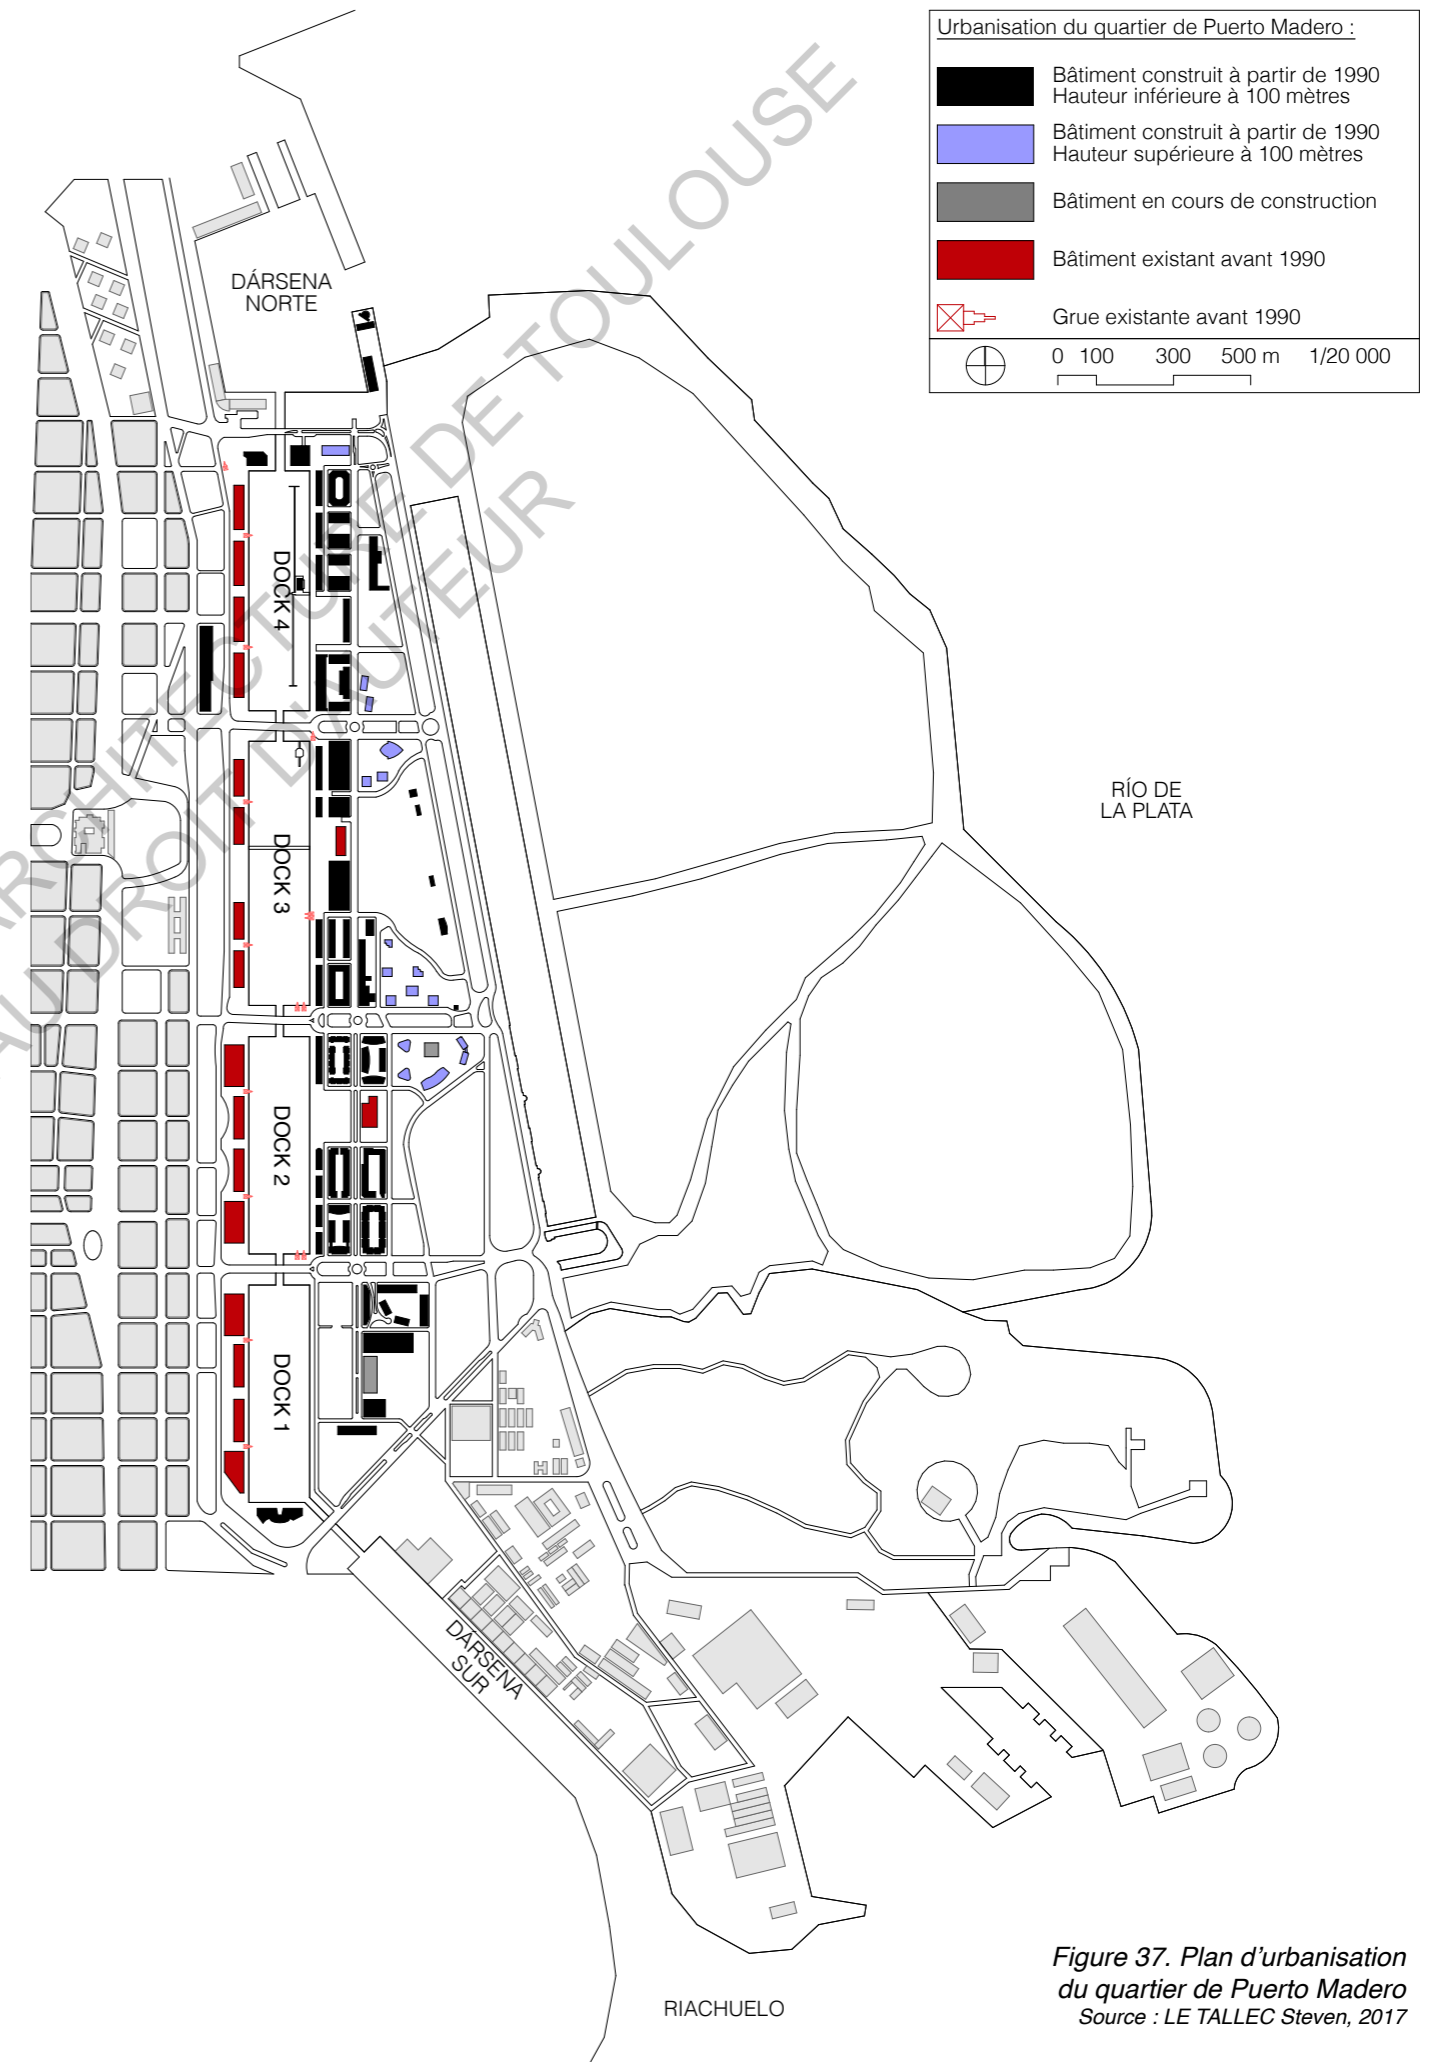 Urbanisation du quartier de Puerto Madero :
Bâtiment construit à partir de 1990
Hauteur inférieure à 100 mètres
Bâtiment construit à partir de 1990
Hauteur supérieure à 100 mètres
Bâtiment en cours de construction
Bâtiment existant avant 1990
Grue existante avant 1990
0 100 300 500 m 1/20 000
DÁRSENA
NORTE
DOCK 4
DOCK 3
DOCK 2
DOCK 1
RÍO DE
LA PLATA
DÁRSENA
SUR
RIACHUELO
ARCHITECTURE DE TOULOUSE
AU DROIT D'AUTEUR
Figure 37. Plan d'urbanisation
du quartier de Puerto Madero
Source : LE TALLEC Steven, 2017